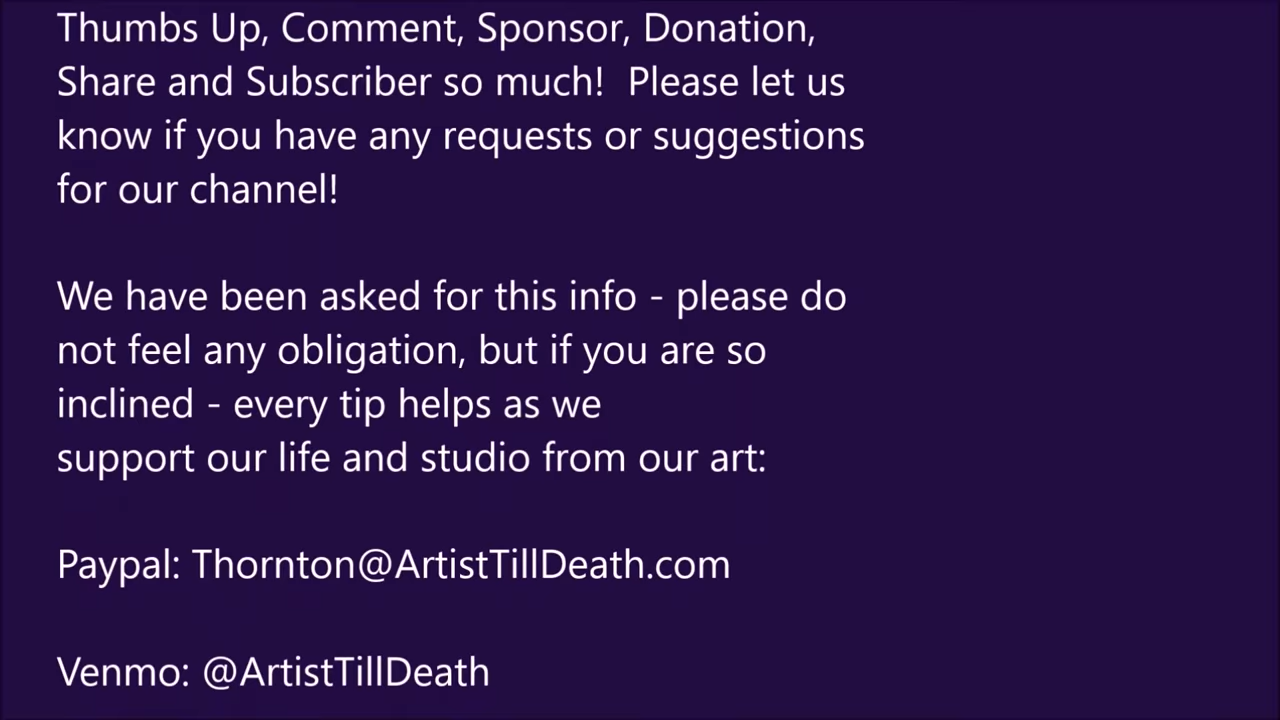 Thumbs Up, Comment, Sponsor, Donation,
Share and Subscriber so much!  Please let us
know if you have any requests or suggestions
for our channel!
We have been asked for this info - please do
not feel any obligation, but if you are so
inclined - every tip helps as we
support our life and studio from our art:
Paypal: Thornton@ArtistTillDeath.com
Venmo: @ArtistTillDeath